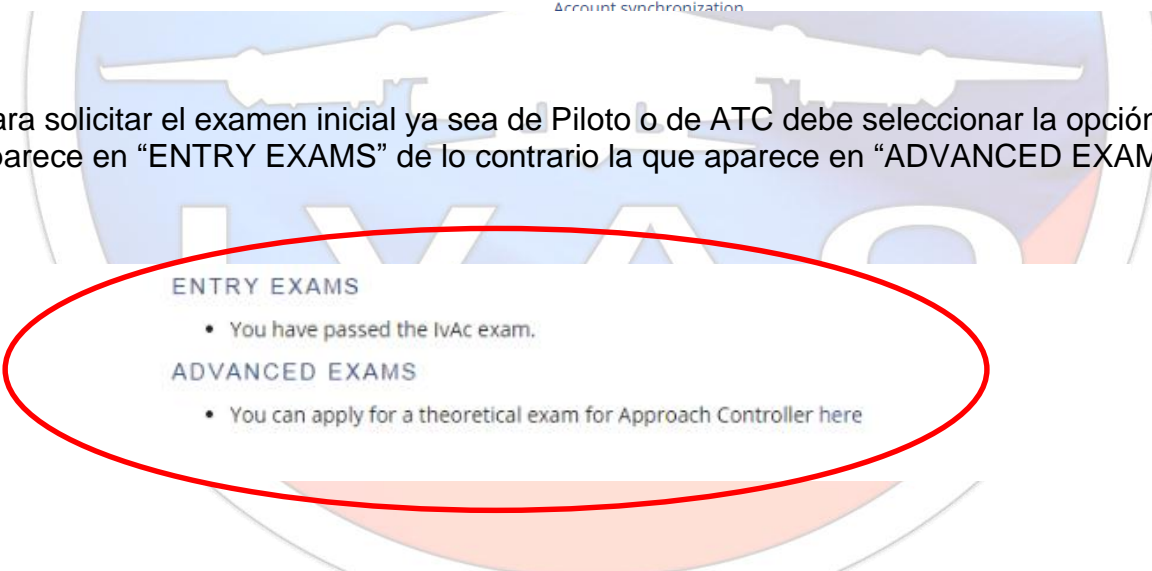 Account synchronization
ara solicitar el examen inicial ya sea de Piloto o de ATC debe seleccionar la opción
parece en “ENTRY EXAMS” de lo contrario la que aparece en “ADVANCED EXAM
IVAO
ENTRY EXAMS
• You have passed the IvAc exam.
ADVANCED EXAMS
• You can apply for a theoretical exam for Approach Controller here